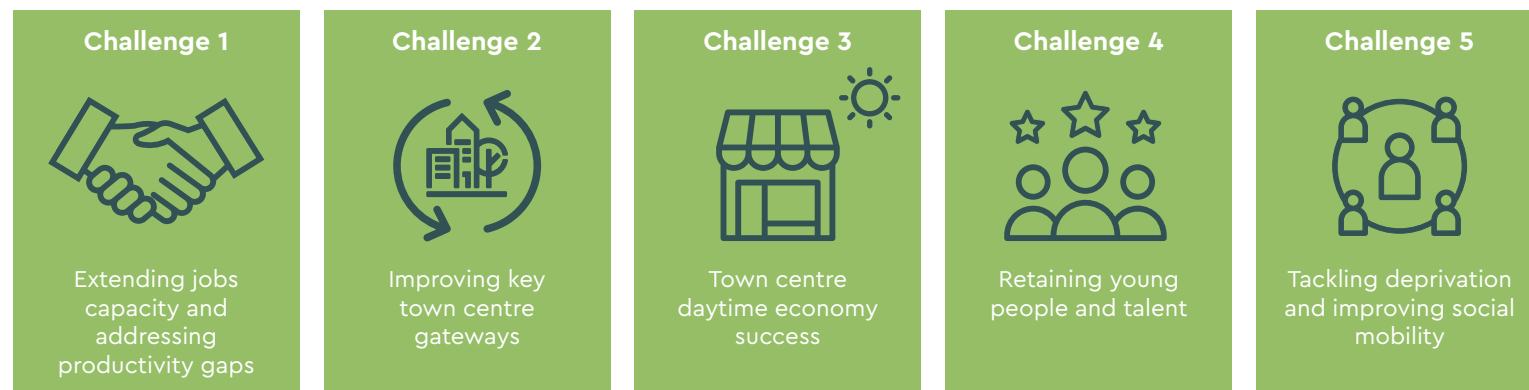 Challenge 1
Extending jobs
capacity and
addressing
productivity gaps
Challenge 2
Improving key
town centre
gateways
Challenge 3
Town centre
daytime economy
success
Challenge 4
Retaining young
people and talent
Challenge 5
Tackling deprivation
and improving social
mobility